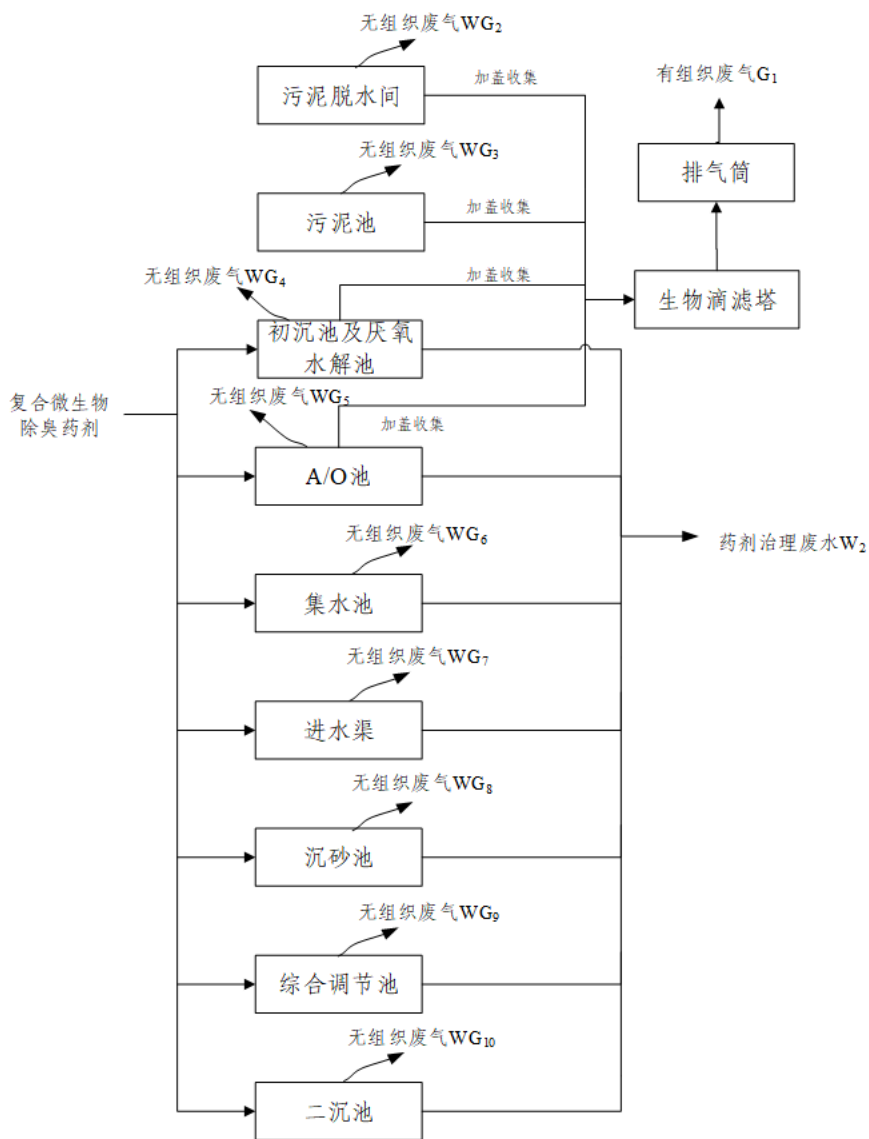 无组织废气WG₂
加盖收集
污泥脱水间
有组织废气G₁
无组织废气WG₃
排气筒
加盖收集
污泥池
无组织废气WG₄
加盖收集
生物滴滤塔
初沉池及厌氧
水解池
无组织废气WG₅
复合微生物
除臭药剂
加盖收集
A/O池
无组织废气WG₆
药剂治理废水W₂
集水池
无组织废气WG₇
进水渠
无组织废气WG₈
沉砂池
无组织废气WG₉
综合调节池
无组织废气WG₁₀
二沉池